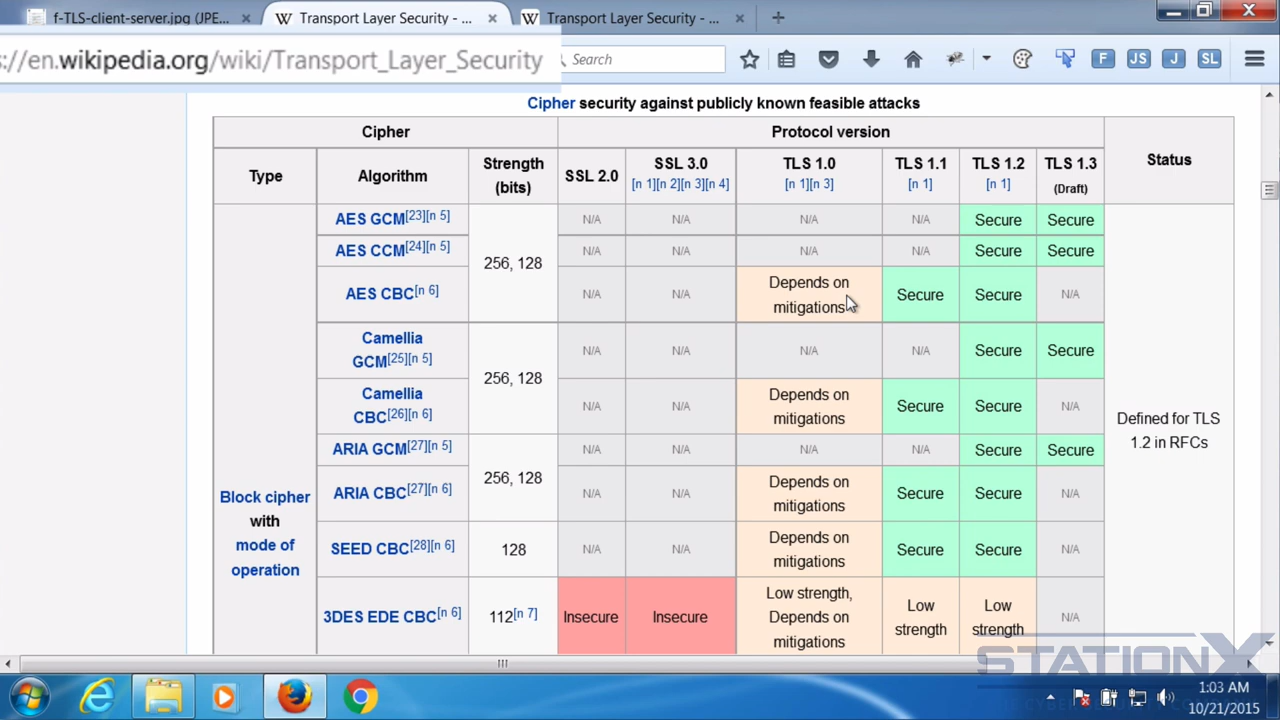 f-TLS-client-server.jpg (JPE...
Transport Layer Security - ...
Transport Layer Security - ...
://en.wikipedia.org/wiki/Transport_Layer_Security
Search
F
JS
J
SL
Cipher security against publicly known feasible attacks
Cipher
Protocol version
Status
Type
Algorithm
Strength
(bits)
SSL 2.0
SSL 3.0
[n 1][n 2][n 3][n 4]
TLS 1.0
[n 1][n 3]
TLS 1.1
[n 1]
TLS 1.2
[n 1]
TLS 1.3
(Draft)
Block cipher
with
mode of
operation
AES GCM[23][n 5]
256, 128
N/A
N/A
N/A
N/A
Secure
Secure
Defined for TLS
1.2 in RFCs
AES CCM[24][n 5]
N/A
N/A
N/A
N/A
Secure
Secure
AES CBC[n 6]
N/A
N/A
Depends on
mitigations
Secure
Secure
N/A
Camellia
GCM[25][n 5]
256, 128
N/A
N/A
N/A
N/A
Secure
Secure
Camellia
CBC[26][n 6]
N/A
N/A
Depends on
mitigations
Secure
Secure
N/A
ARIA GCM[27][n 5]
256, 128
N/A
N/A
N/A
N/A
Secure
Secure
ARIA CBC[27][n 6]
N/A
N/A
Depends on
mitigations
Secure
Secure
N/A
SEED CBC[28][n 6]
128
N/A
N/A
Depends on
mitigations
Secure
Secure
N/A
3DES EDE CBC[n 6]
112[n 7]
Insecure
Insecure
Low strength,
Depends on
mitigations
Low
strength
Low
strength
N/A
STATIONX
1:03 AM
10/21/2015